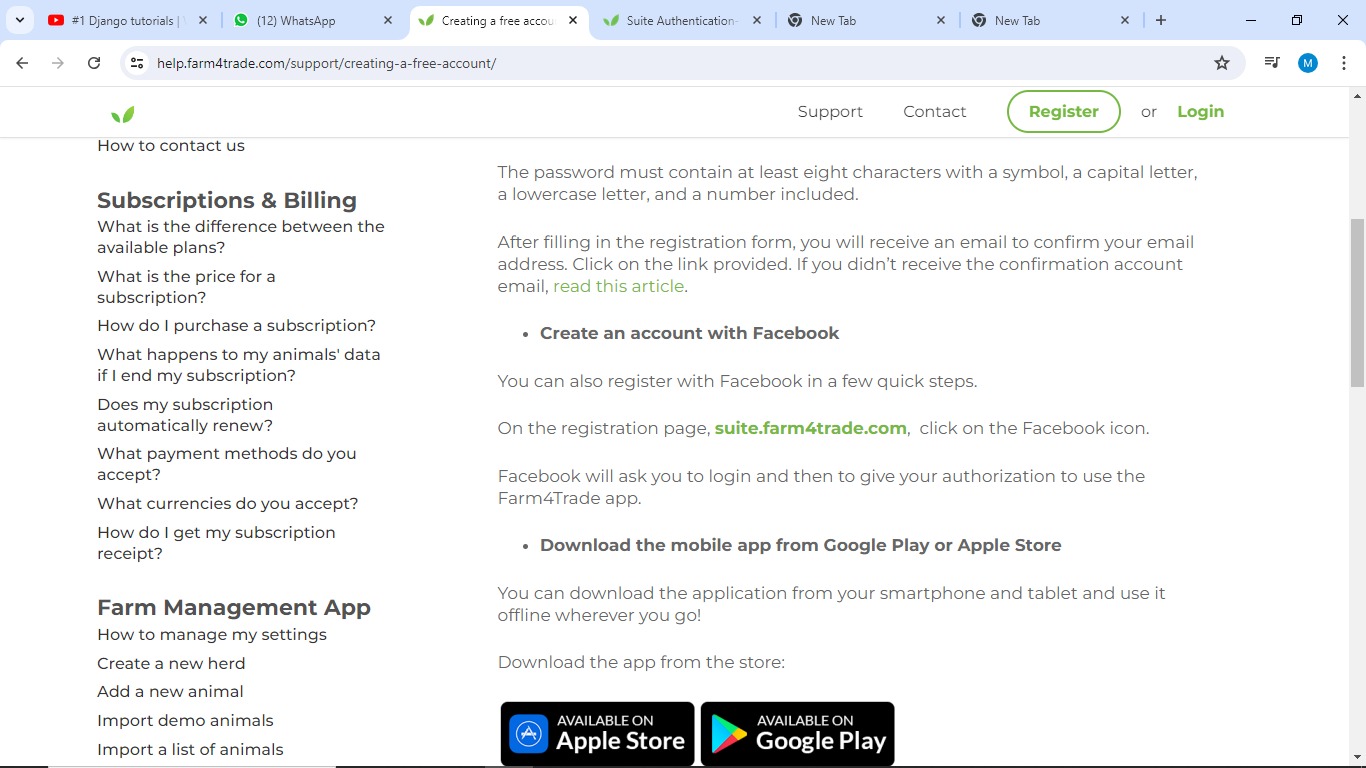 #1 Django tutorials |
(12) WhatsApp
Creating a free accou
Suite Authentication
New Tab
New Tab
help.farm4trade.com/support/creating-a-free-account/
M
Support
Contact
Register
or
Login
How to contact us
Subscriptions & Billing
What is the difference between the
available plans?
What is the price for a
subscription?
How do I purchase a subscription?
What happens to my animals' data
if I end my subscription?
Does my subscription
automatically renew?
What payment methods do you
accept?
What currencies do you accept?
How do I get my subscription
receipt?
Farm Management App
How to manage my settings
Create a new herd
Add a new animal
Import demo animals
Import a list of animals
The password must contain at least eight characters with a symbol, a capital letter,
a lowercase letter, and a number included.
After filling in the registration form, you will receive an email to confirm your email
address. Click on the link provided. If you didn’t receive the confirmation account
email, read this article.
• Create an account with Facebook
You can also register with Facebook in a few quick steps.
On the registration page, suite.farm4trade.com, click on the Facebook icon.
Facebook will ask you to login and then to give your authorization to use the
Farm4Trade app.
• Download the mobile app from Google Play or Apple Store
You can download the application from your smartphone and tablet and use it
offline wherever you go!
Download the app from the store:
AVAILABLE ON
Apple Store
AVAILABLE ON
Google Play